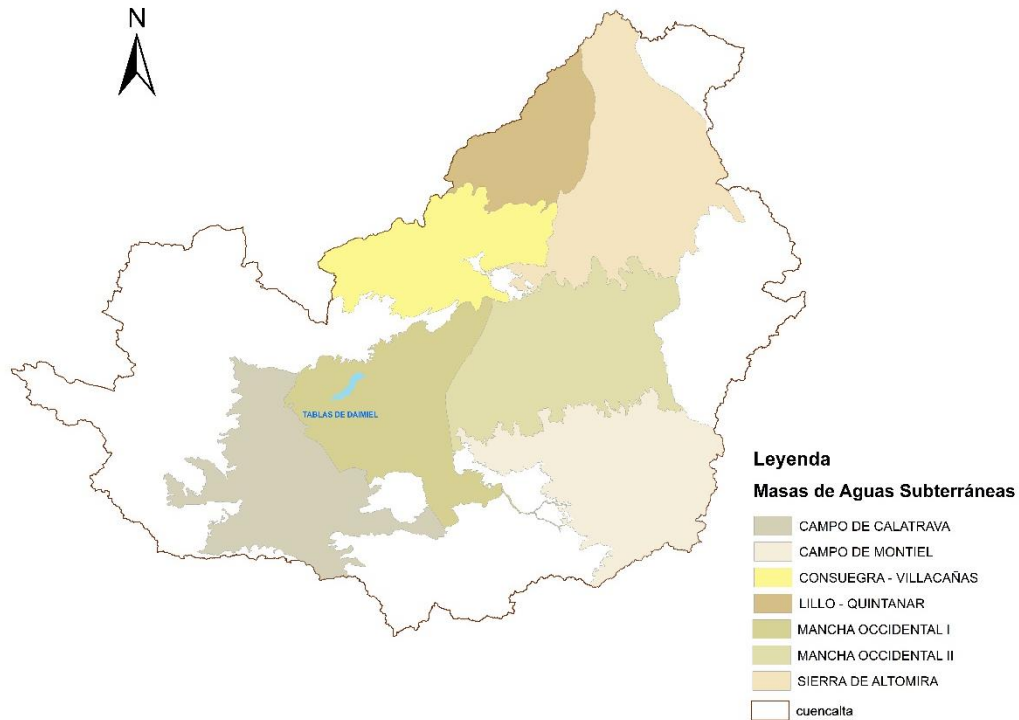 N
TABLAS DE DAIMIEL
Leyenda
Masas de Aguas Subterráneas
CAMPO DE CALATRAVA
CAMPO DE MONTIEL
CONSUEGRA - VILLACAÑAS
LILLO - QUINTANAR
MANCHA OCCIDENTAL I
MANCHA OCCIDENTAL II
SIERRA DE ALTOMIRA
cuencalta